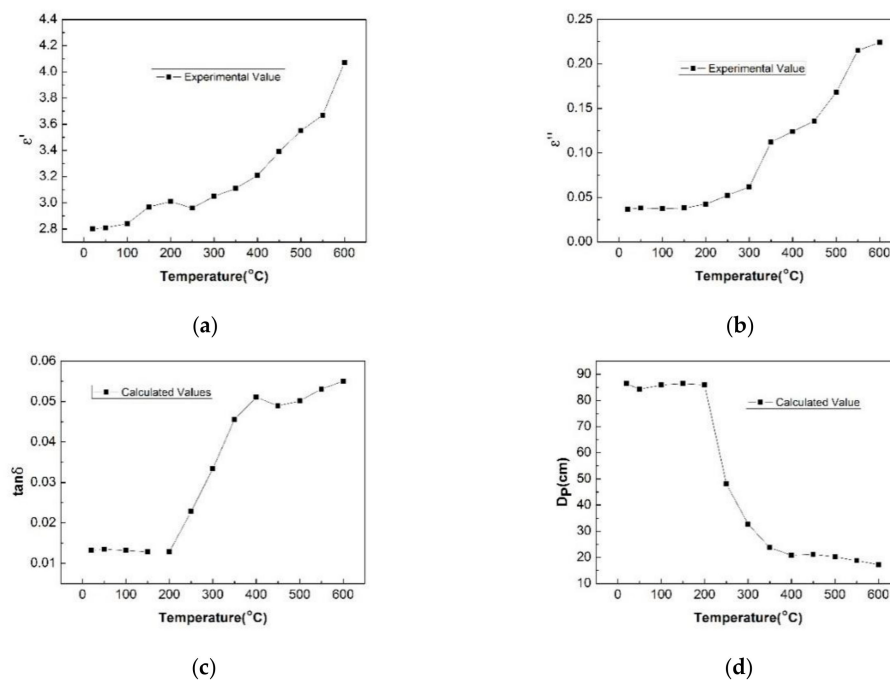 4.4
4.2
4.0
3.8
3.6
3.4
3.2
3.0
2.8
ε'
Experimental Value
0 100 200 300 400 500 600
Temperature(°C)
(a)
0.25
0.20
0.15
0.10
0.05
0.00
ε''
Experimental Value
0 100 200 300 400 500 600
Temperature(°C)
(b)
0.06
0.05
0.04
0.03
0.02
0.01
tanδ
Calculated Values
0 100 200 300 400 500 600
Temperature(°C)
(c)
90
80
70
60
50
40
30
20
10
Dp(cm)
Calculated Value
0 100 200 300 400 500 600
Temperature(°C)
(d)